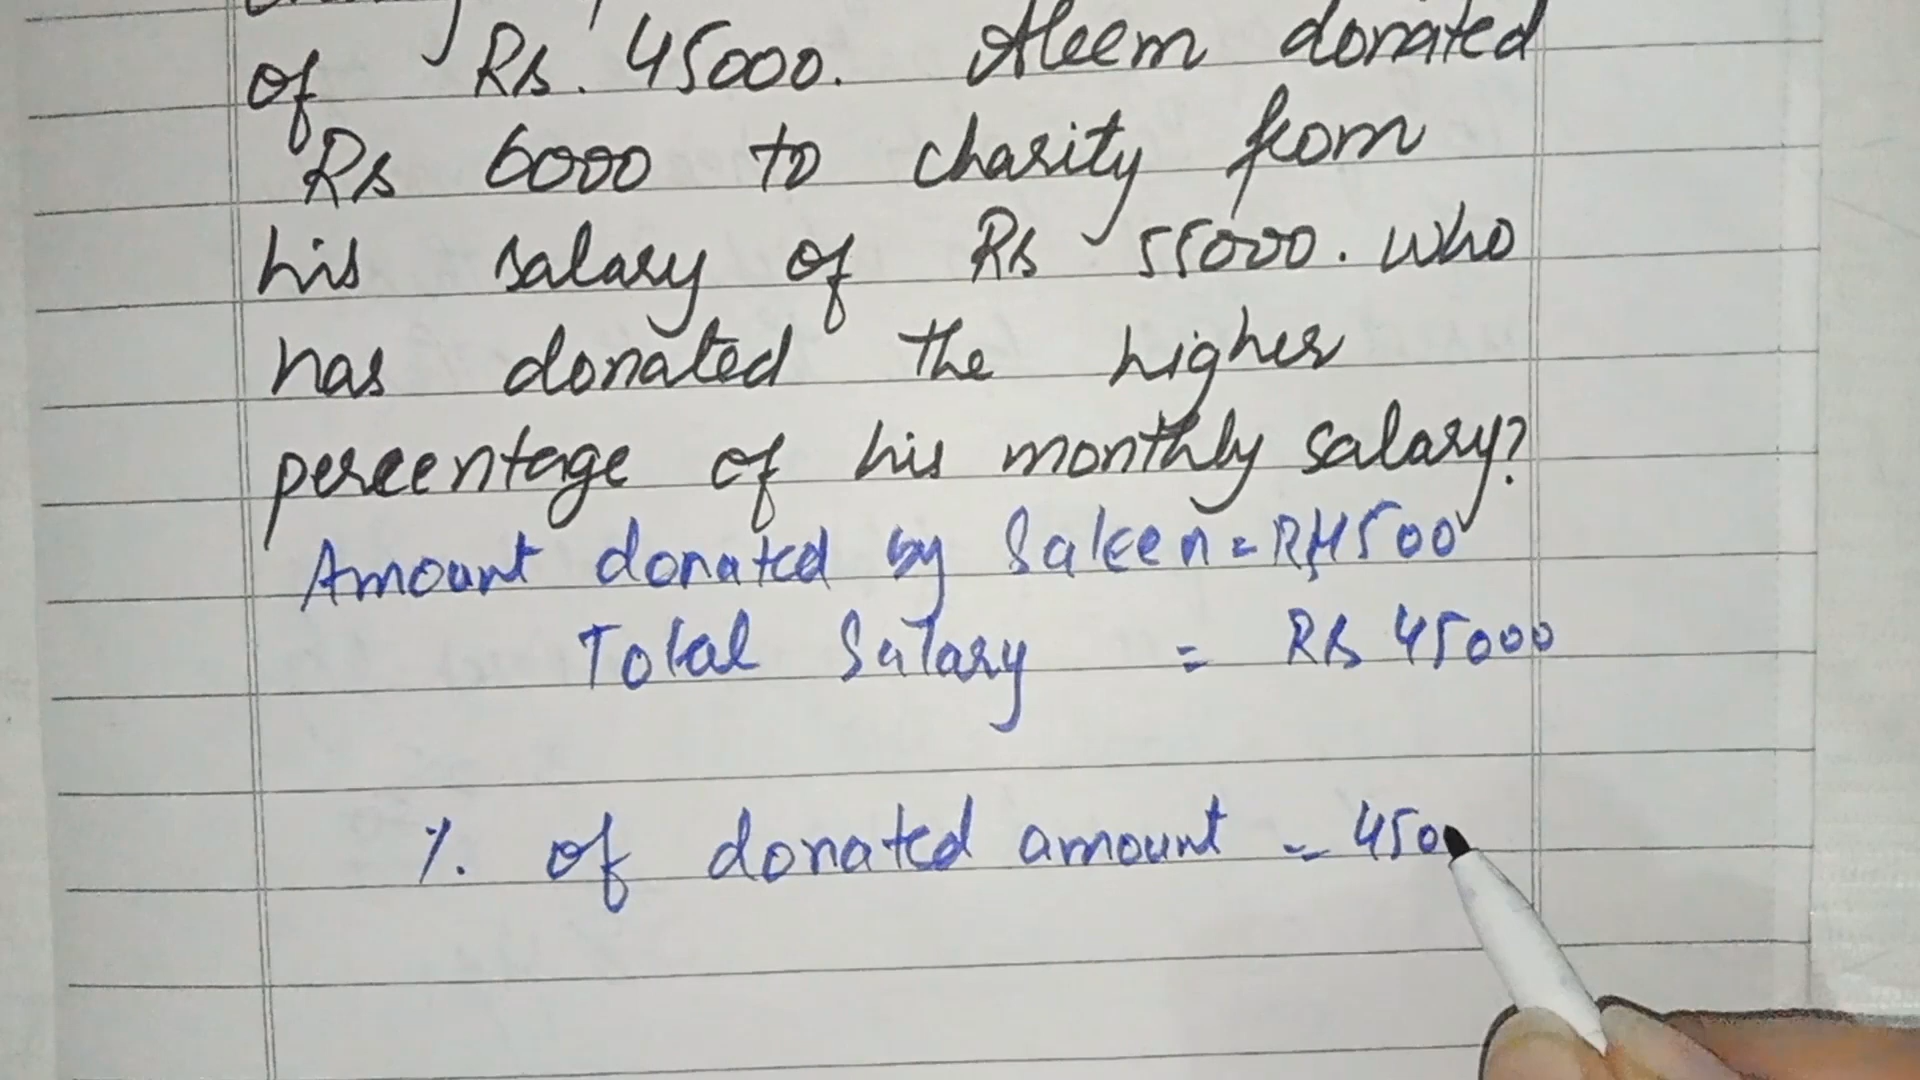 of Rs. 45000. Aleem donated
Rs 6000 to charity from
his salary of Rs 55000. who
has donated the higher
percentage of his monthly salary?
Amount donated by Saleen = Rs 4500
Total Salary = Rs 45000
% of donated amount = 450